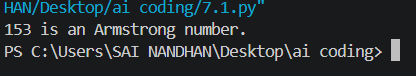 HAN/Desktop/ai coding/7.1.py"
153 is an Armstrong number.
PS C:\Users\SAI NANDHAN\Desktop\ai coding>